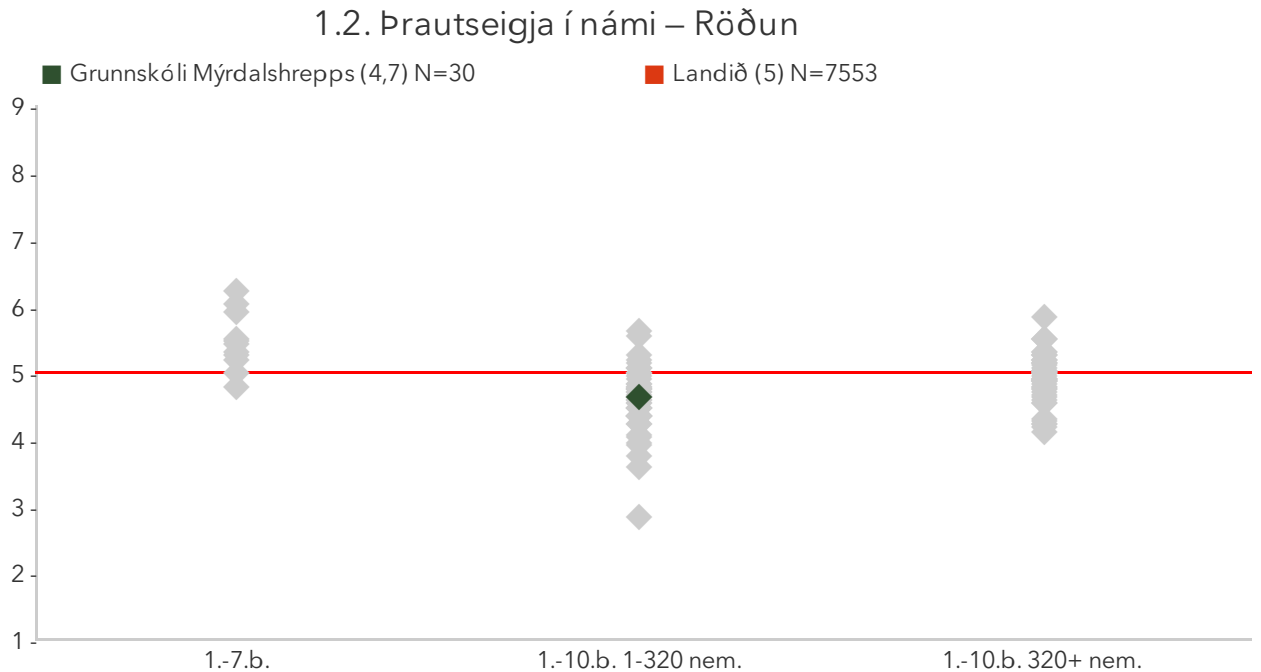 1.2. Þrautseigja í námi – Röðun
Grunnskóli Mýrdalshrepps (4,7) N=30
Landið (5) N=7553
9
8
7
6
5
4
3
2
1
1.-7.b.
1.-10.b. 1-320 nem.
1.-10.b. 320+ nem.